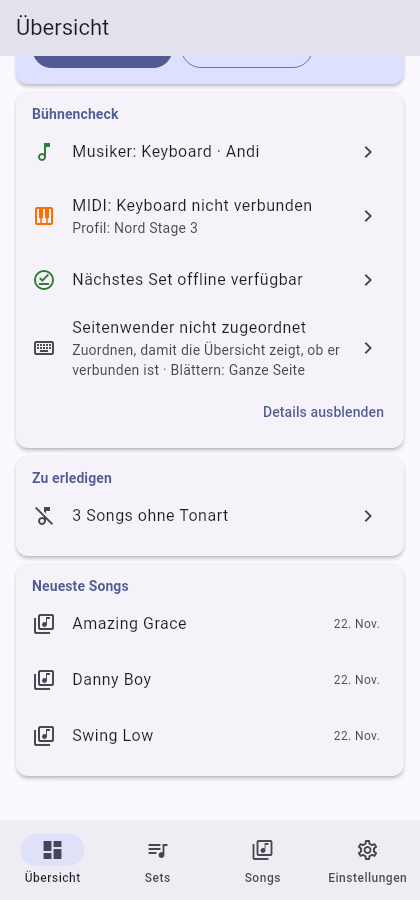 Übersicht
Bühnencheck
Musiker: Keyboard · Andi
MIDI: Keyboard nicht verbunden
Profil: Nord Stage 3
Nächstes Set offline verfügbar
Seitenwender nicht zugeordnet
Zuordnen, damit die Übersicht zeigt, ob er
verbunden ist · Blättern: Ganze Seite
Details ausblenden
Zu erledigen
3 Songs ohne Tonart
Neueste Songs
Amazing Grace 22. Nov.
Danny Boy 22. Nov.
Swing Low 22. Nov.
Übersicht Sets Songs Einstellungen